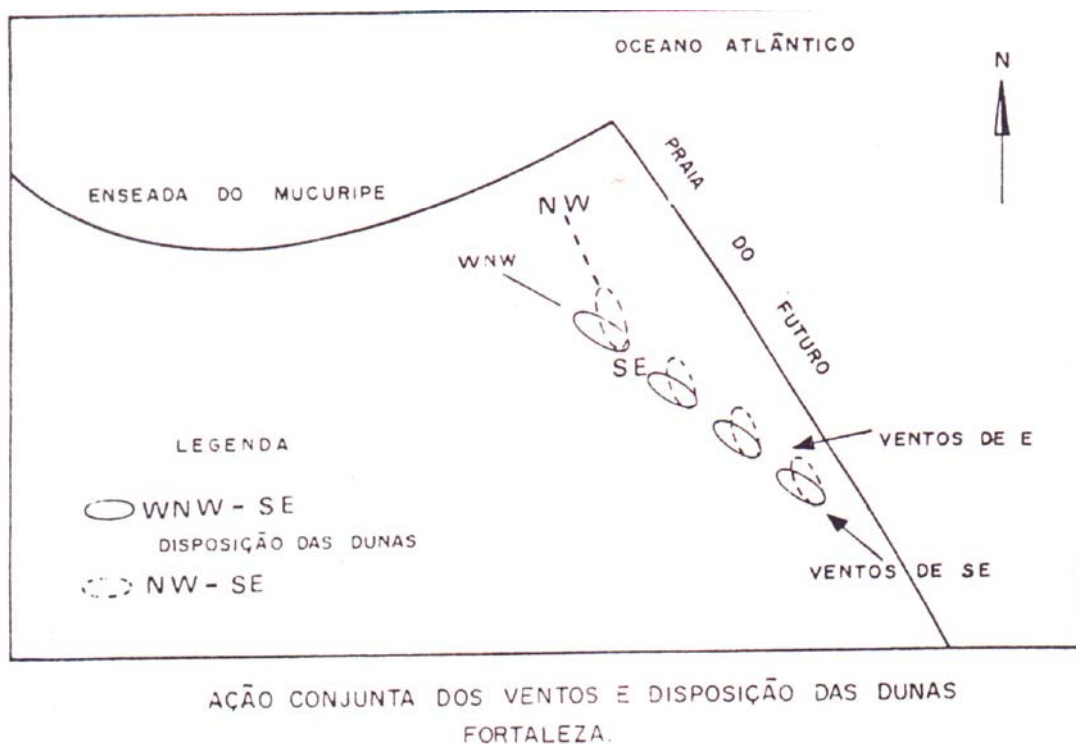 OCEANO ATLÂNTICO
N
PRAIA DO FUTURO
ENSEADA DO MUCURIPE
NW
WNW
SE
VENTOS DE E
LEGENDA
WNW - SE
DISPOSIÇÃO DAS DUNAS
NW - SE
VENTOS DE SE
AÇÃO CONJUNTA DOS VENTOS E DISPOSIÇÃO DAS DUNAS
FORTALEZA.